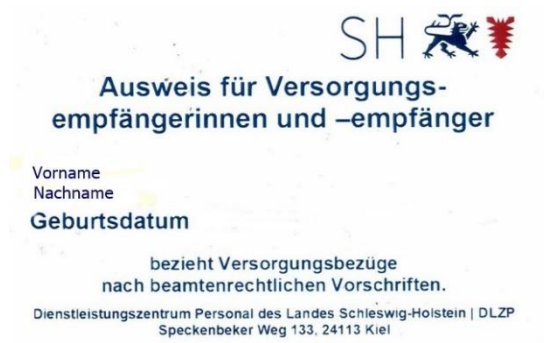 SH
Ausweis für Versorgungs-
empfängerinnen und –empfänger
Vorname
Nachname
Geburtsdatum
bezieht Versorgungsbezüge
nach beamtenrechtlichen Vorschriften.
Dienstleistungszentrum Personal des Landes Schleswig-Holstein | DLZP
Speckenbeker Weg 133, 24113 Kiel